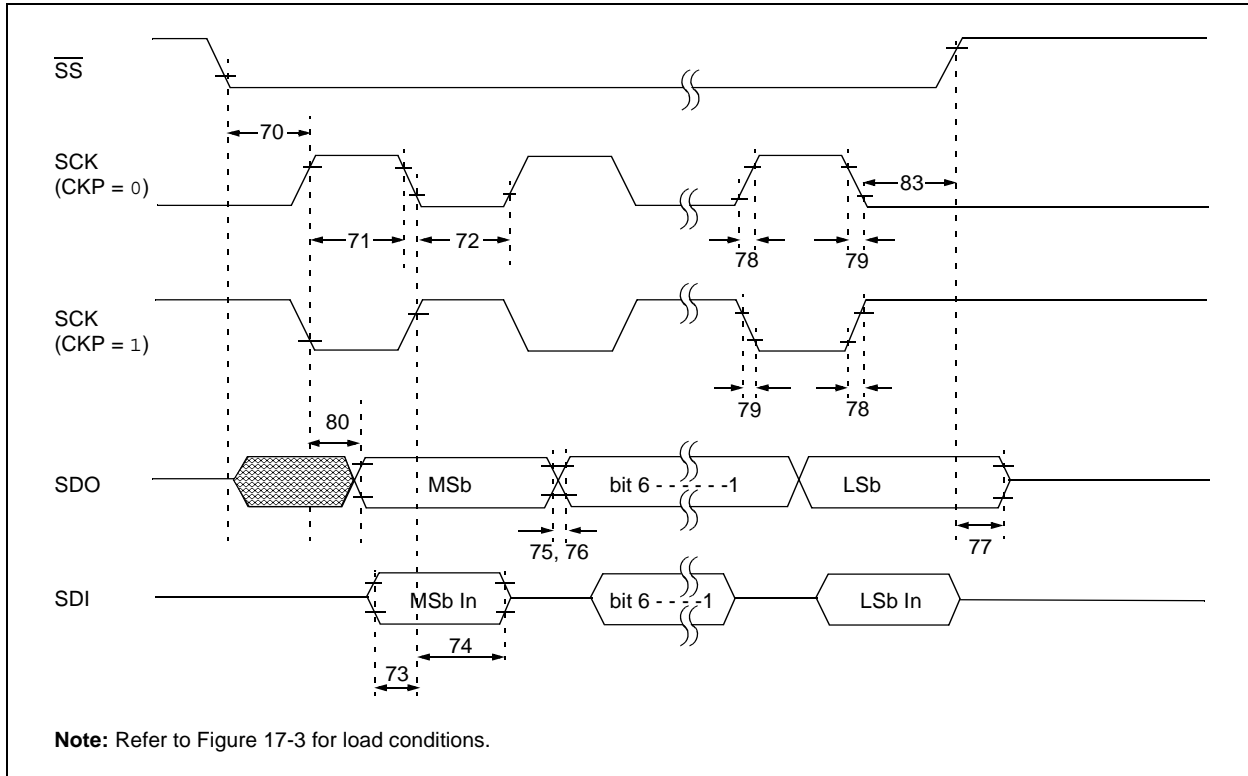 SS
70
SCK
(CKP = 0)
83
71
72
78
79
SCK
(CKP = 1)
79
78
80
SDO
MSb
bit 6 - - - - - -1
LSb
75, 76
77
SDI
MSb In
bit 6 - - - -1
LSb In
74
73
Note: Refer to Figure 17-3 for load conditions.